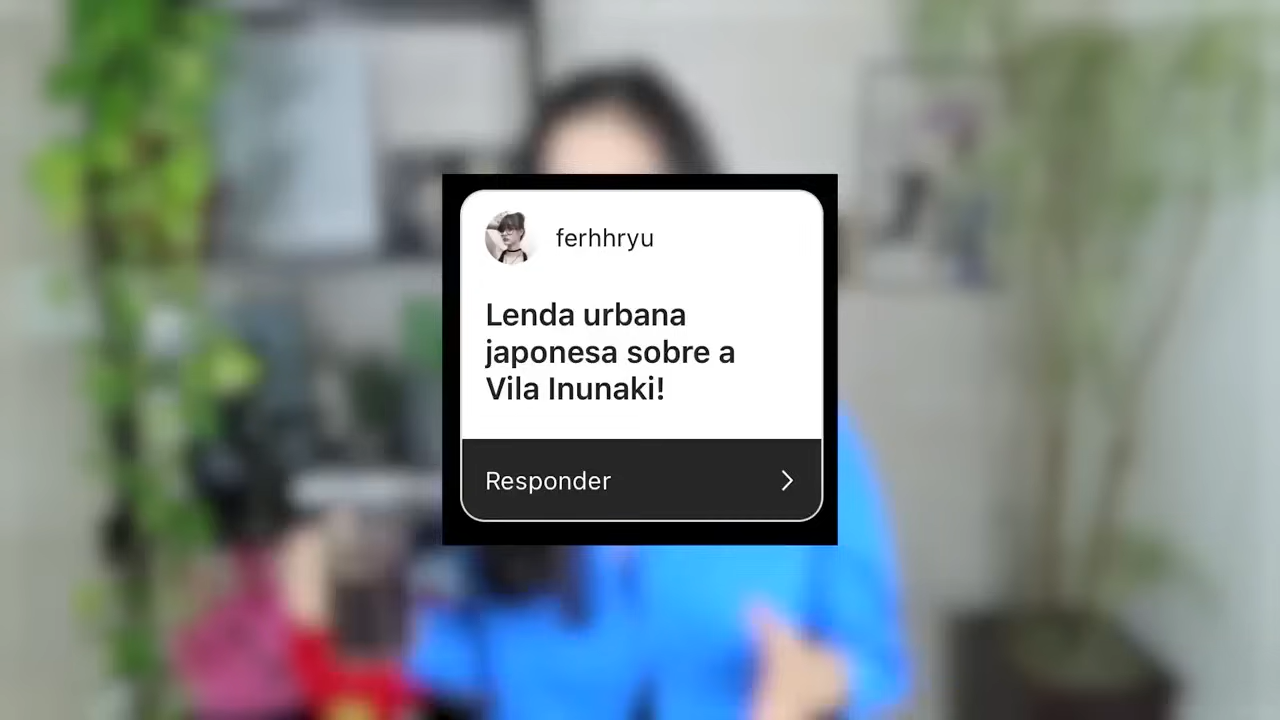 ferhhryu
Lenda urbana
japonesa sobre a
Vila Inunaki!
Responder